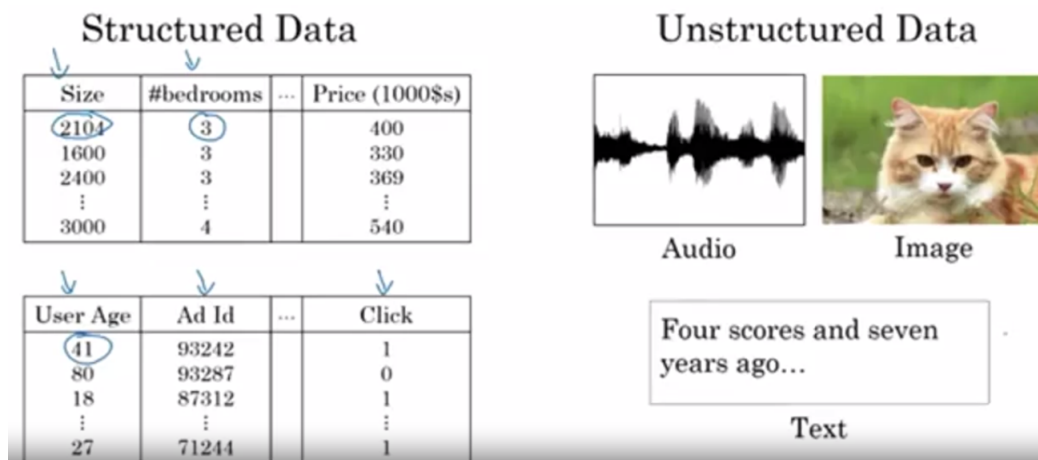 Structured Data
Size #bedrooms ... Price (1000$s)
2104 3 400
1600 3 330
2400 3 369
⋮ ⋮ ⋮
3000 4 540
User Age Ad Id ... Click
41 93242 1
80 93287 0
18 87312 1
⋮ ⋮ ⋮
27 71244 1
Unstructured Data
Audio
Image
Four scores and seven
years ago...
Text